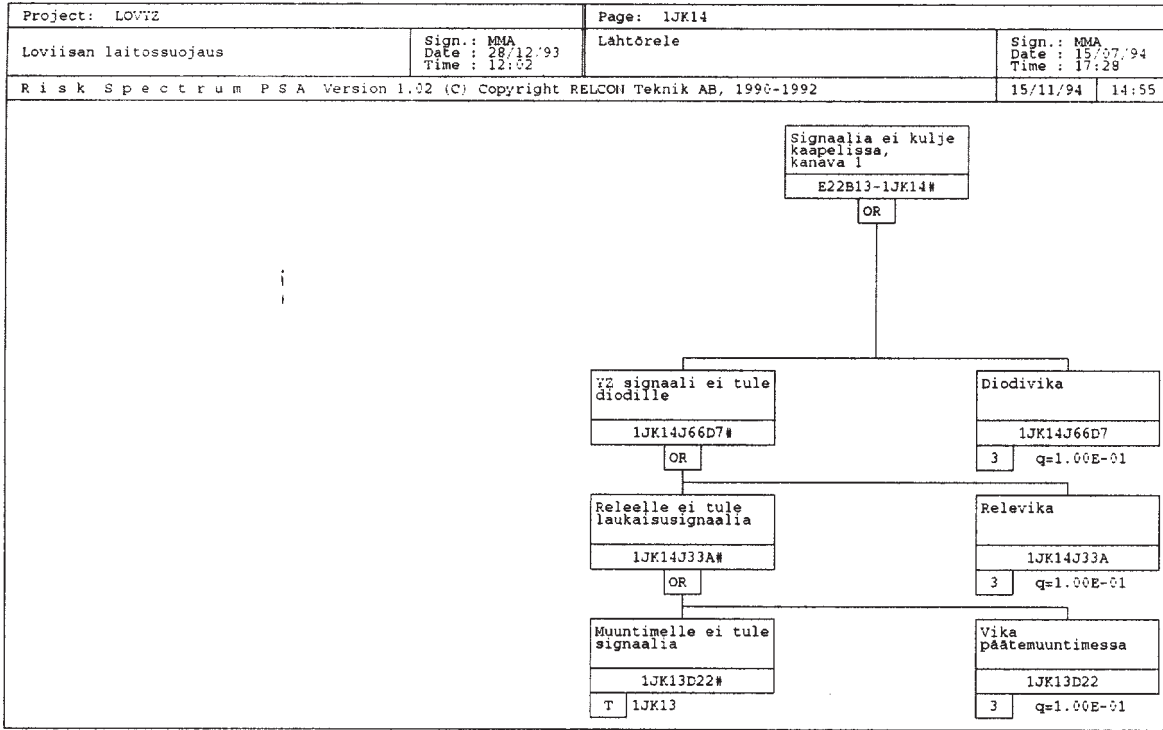 Project: LOVYZ
Page: 1JK14
Loviisan laitossuojaus
Sign.: MMA
Date : 28/12/93
Time : 12:02
Lähtörele
Sign.: MMA
Date : 15/07/94
Time : 17:28
Risk Spectrum PSA Version 1.02 (C) Copyright RELCON Teknik AB, 1990-1992
15/11/94 14:55
Signaalia ei kulje
kaapelissa,
kanava 1
E22B13-1JK14#
OR
YZ signaali ei tule
diodille
1JK14J66D7#
OR
Diodivika
1JK14J66D7
3 q=1.00E-01
Releelle ei tule
laukaisusignaalia
1JK14J33A#
OR
Relevika
1JK14J33A
3 q=1.00E-01
Muuntimelle ei tule
signaalia
1JK13D22#
T 1JK13
Vika
päätemuuntimessa
1JK13D22
3 q=1.00E-01